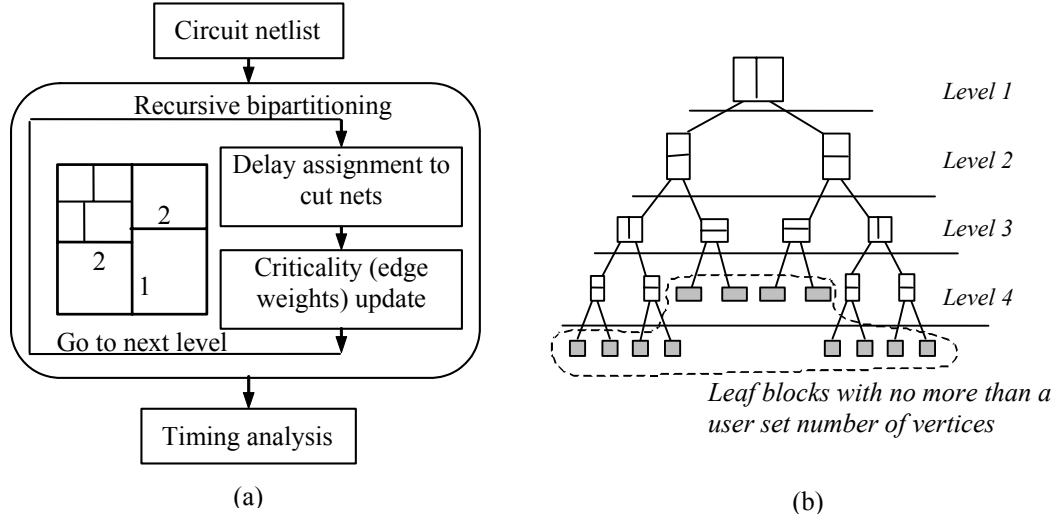 Circuit netlist
Recursive bipartitioning
Delay assignment to
cut nets
2
2
1
Criticality (edge
weights) update
Go to next level
Timing analysis
(a)
Level 1
Level 2
Level 3
Level 4
Leaf blocks with no more than a
user set number of vertices
(b)